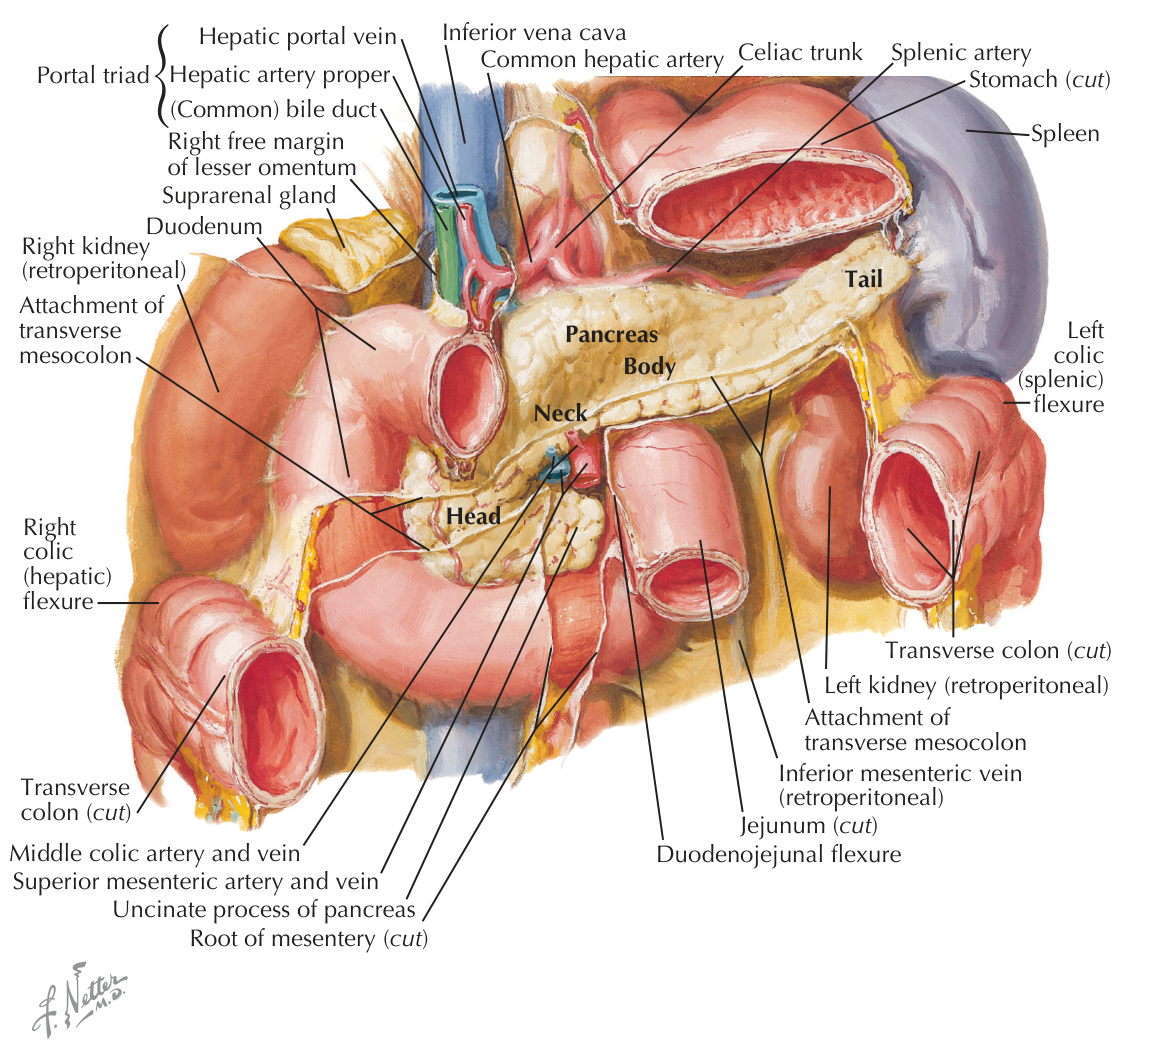 Portal triad
Hepatic portal vein
Hepatic artery proper
(Common) bile duct
Right free margin
of lesser omentum
Suprarenal gland
Duodenum
Right kidney
(retroperitoneal)
Attachment of
transverse
mesocolon
Inferior vena cava
Common hepatic artery
Celiac trunk
Splenic artery
Stomach (cut)
Spleen
Tail
Pancreas
Body
Neck
Head
Left
colic
(splenic)
flexure
Right
colic
(hepatic)
flexure
Transverse colon (cut)
Left kidney (retroperitoneal)
Attachment of
transverse mesocolon
Inferior mesenteric vein
(retroperitoneal)
Jejunum (cut)
Duodenojejunal flexure
Transverse
colon (cut)
Middle colic artery and vein
Superior mesenteric artery and vein
Uncinate process of pancreas
Root of mesentery (cut)
F. Netter
M.D.